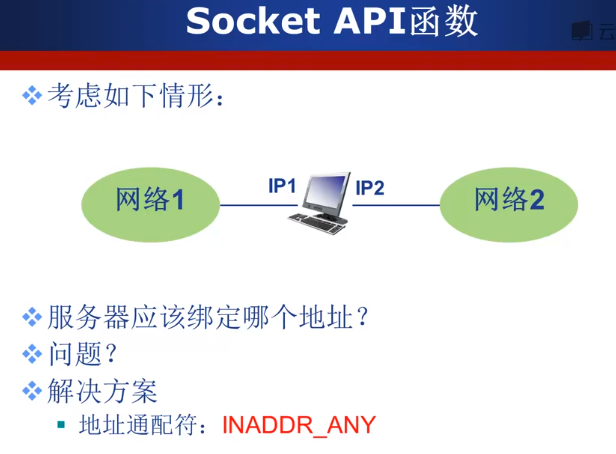 Socket API函数
云
考虑如下情形：
网络1
IP1
IP2
网络2
服务器应该绑定哪个地址？
问题？
解决方案
地址通配符：INADDR_ANY